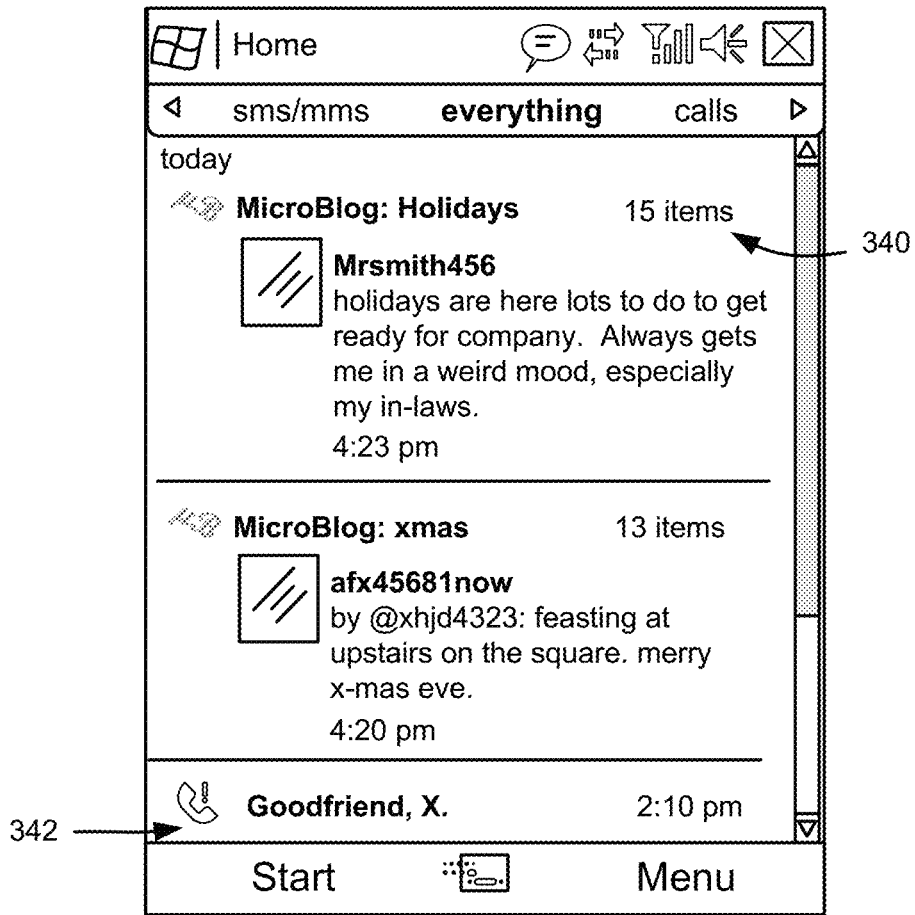 Home
sms/mms everything calls
today
MicroBlog: Holidays 15 items
340
Mrsmith456
holidays are here lots to do to get
ready for company. Always gets
me in a weird mood, especially
my in-laws.
4:23 pm
MicroBlog: xmas 13 items
afx45681now
by @xhjd4323: feasting at
upstairs on the square. merry
x-mas eve.
4:20 pm
Goodfriend, X. 2:10 pm
342
Start Menu